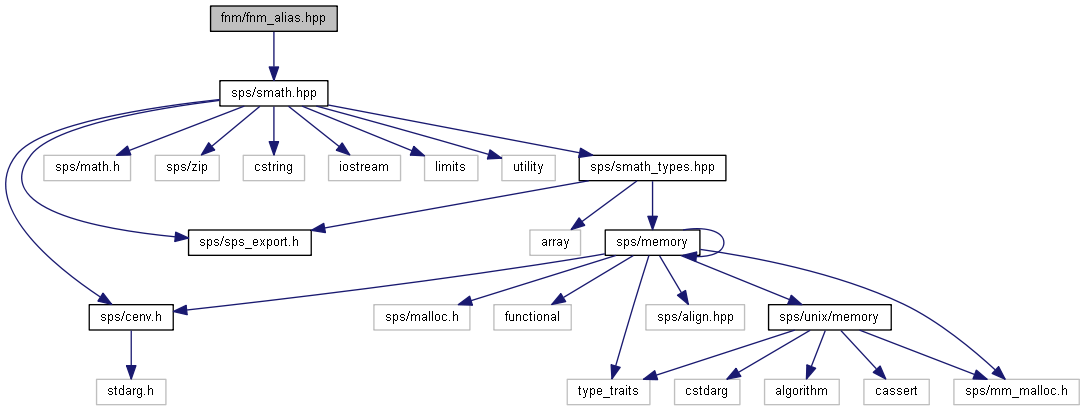 fnm/fnm_alias.hpp
sps/smath.hpp
sps/math.h
sps/zip
cstring
iostream
limits
utility
sps/smath_types.hpp
sps/sps_export.h
array
sps/memory
sps/cenv.h
sps/malloc.h
functional
sps/align.hpp
sps/unix/memory
stdarg.h
type_traits
cstdarg
algorithm
cassert
sps/mm_malloc.h